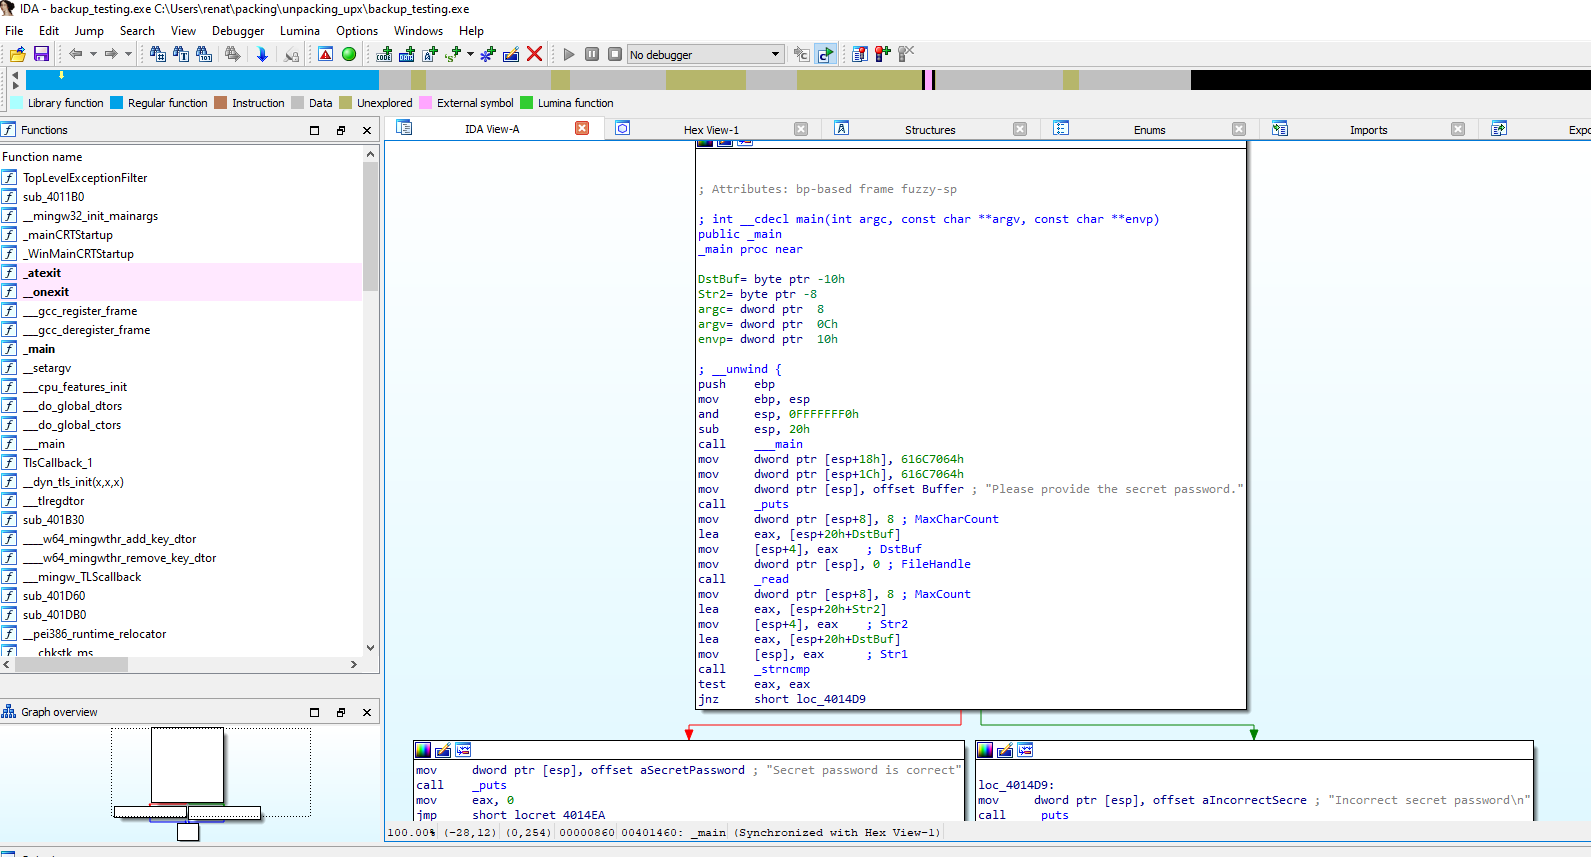 IDA - backup_testing.exe C:\Users\renat\packing\unpacking_upx\backup_testing.exe
File Edit Jump Search View Debugger Lumina Options Windows Help
No debugger
Library function Regular function Instruction Data Unexplored External symbol Lumina function
Functions
Function name
TopLevelExceptionFilter
sub_4011B0
__mingw32_init_mainargs
_mainCRTStartup
_WinMainCRTStartup
_atexit
__onexit
___gcc_register_frame
___gcc_deregister_frame
_main
__setargv
___cpu_features_init
___do_global_dtors
___do_global_ctors
___main
TlsCallback_1
__dyn_tls_init(x,x,x)
___tlregdtor
sub_401B30
____w64_mingwthr_add_key_dtor
____w64_mingwthr_remove_key_dtor
___mingw_TLScallback
sub_401D60
sub_401DB0
__pei386_runtime_relocator
__chkstk_ms
Graph overview
IDA View-A Hex View-1 Structures Enums Imports Expo
; Attributes: bp-based frame fuzzy-sp
; int __cdecl main(int argc, const char **argv, const char **envp)
public _main
_main proc near
DstBuf= byte ptr -10h
Str2= byte ptr -8
argc= dword ptr  8
argv= dword ptr  0Ch
envp= dword ptr  10h
; __unwind {
push    ebp
mov     ebp, esp
and     esp, 0FFFFFFF0h
sub     esp, 20h
call    ___main
mov     dword ptr [esp+18h], 616C7064h
mov     dword ptr [esp+1Ch], 616C7064h
mov     dword ptr [esp], offset Buffer ; "Please provide the secret password."
call    _puts
mov     dword ptr [esp+8], 8 ; MaxCharCount
lea     eax, [esp+20h+DstBuf]
mov     [esp+4], eax    ; DstBuf
mov     dword ptr [esp], 0 ; FileHandle
call    _read
mov     dword ptr [esp+8], 8 ; MaxCount
lea     eax, [esp+20h+Str2]
mov     [esp+4], eax    ; Str2
lea     eax, [esp+20h+DstBuf]
mov     [esp], eax      ; Str1
call    _strncmp
test    eax, eax
jnz     short loc_4014D9
mov     dword ptr [esp], offset aSecretPassword ; "Secret password is correct"
call    _puts
mov     eax, 0
jmp     short locret_4014EA
loc_4014D9:
mov     dword ptr [esp], offset aIncorrectSecre ; "Incorrect secret password\n"
call    _puts
100.00% (-28,12) (0,254) 00000860 00401460: _main (Synchronized with Hex View-1)